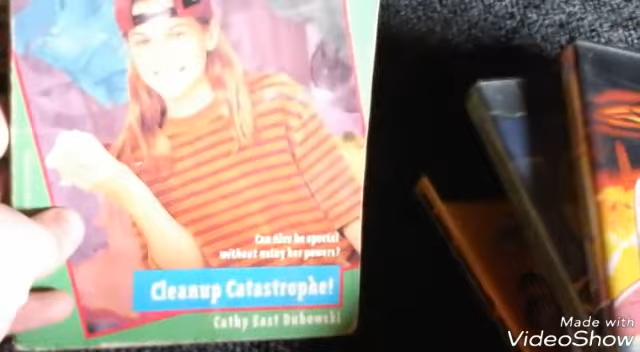 Can Alex be special
without using her powers?
Cleanup Catastrophe!
Cathy East Dubowski
Made with
VideoShow